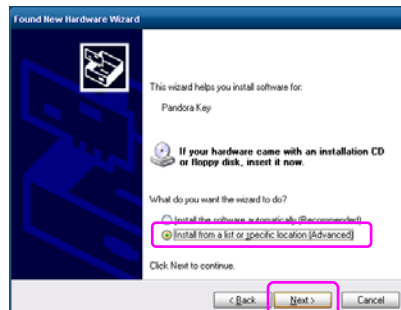 Found New Hardware Wizard
This wizard helps you install software for:
Pandora Key
If your hardware came with an installation CD
or floppy disk, insert it now.
What do you want the wizard to do?
Install the software automatically (Recommended)
Install from a list or specific location (Advanced)
Click Next to continue.
< Back Next > Cancel